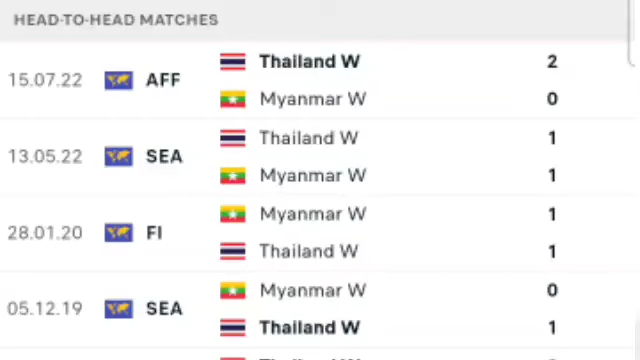 HEAD-TO-HEAD MATCHES
15.07.22 AFF Thailand W 2
Myanmar W 0
13.05.22 SEA Thailand W 1
Myanmar W 1
28.01.20 FI Myanmar W 1
Thailand W 1
05.12.19 SEA Myanmar W 0
Thailand W 1